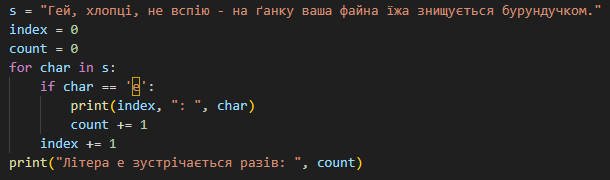 s = "Гей, хлопці, не вспію - на ґанку ваша файна їжа знищується бурундучком."
index = 0
count = 0
for char in s:
    if char == 'е':
        print(index, ": ", char)
        count += 1
    index += 1
print("Літера е зустрічається разів: ", count)